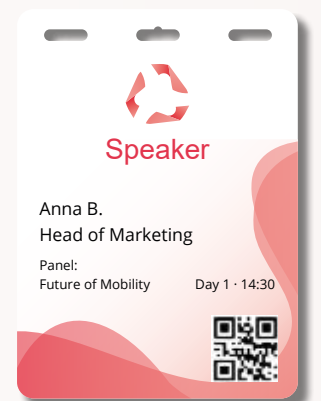 Speaker
Anna B.
Head of Marketing
Panel:
Future of Mobility Day 1 · 14:30